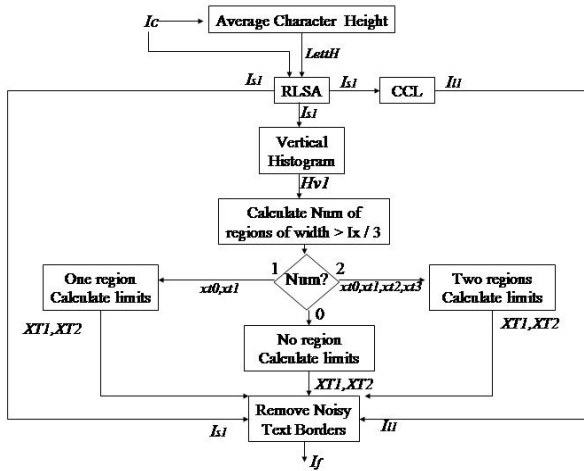 Ic
Average Character Height
LettH
Is1
RLSA
Is1
CCL
Il1
Is1
Vertical
Histogram
Hv1
Calculate Num of
regions of width > Ix / 3
1
Num?
2
One region
Calculate limits
xt0,xt1
xt0,xt1,xt2,xt3
Two regions
Calculate limits
0
XT1,XT2
No region
Calculate limits
XT1,XT2
XT1,XT2
Is1
Remove Noisy
Text Borders
Il1
If